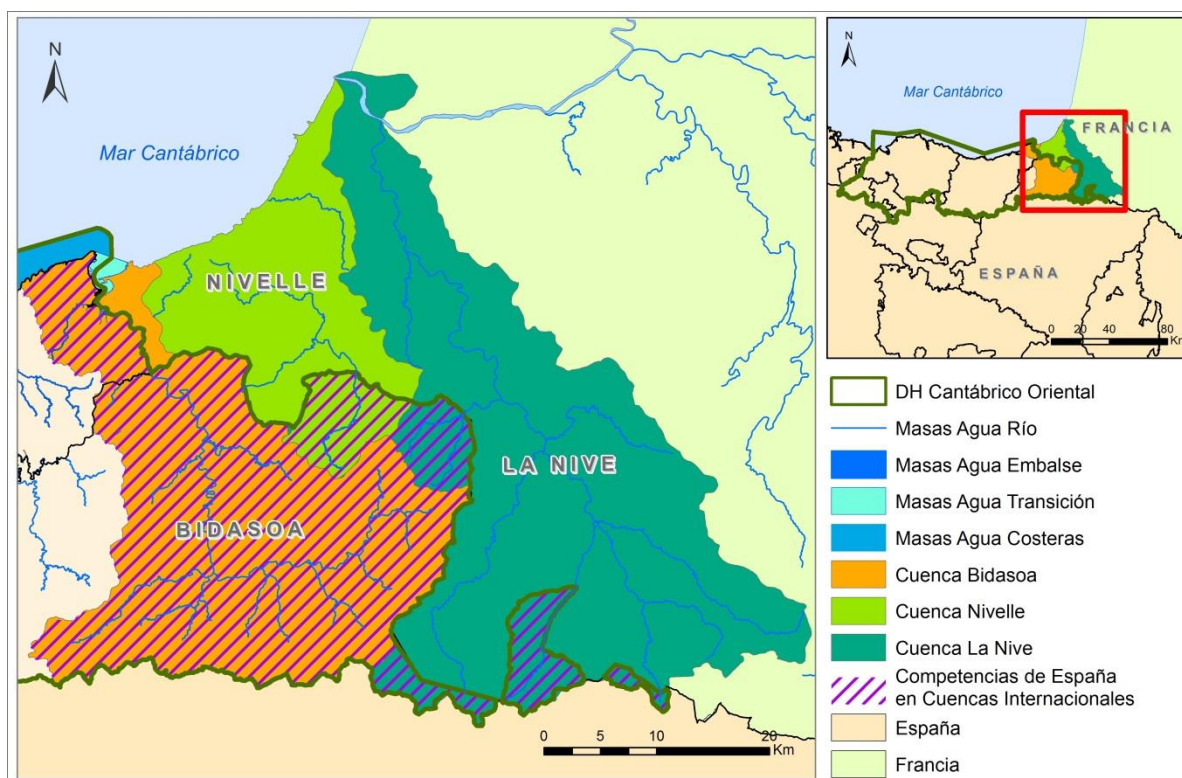 N
Mar Cantábrico
NIVELLE
LA NIVE
BIDASOA
0 5 10 20
Km
N
Mar Cantábrico
FRANCIA
ESPAÑA
0 20 40 80
Km
DH Cantábrico Oriental
Masas Agua Río
Masas Agua Embalse
Masas Agua Transición
Masas Agua Costeras
Cuenca Bidasoa
Cuenca Nivelle
Cuenca La Nive
Competencias de España
en Cuencas Internacionales
España
Francia